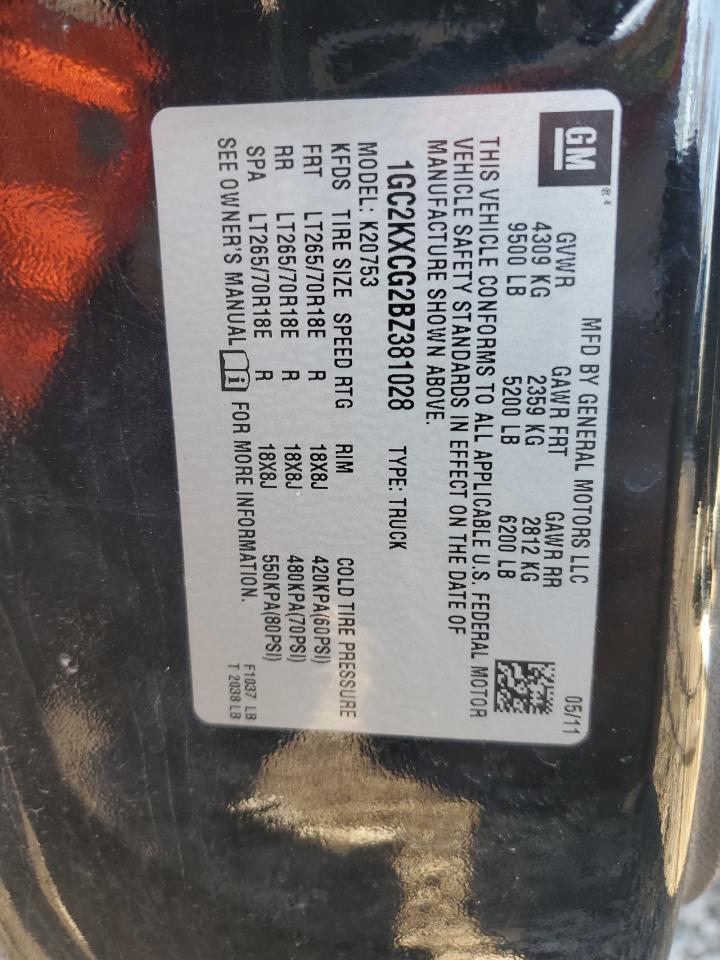 GM ®4
MFD BY GENERAL MOTORS LLC 05/11
GVWR GAWR FRT GAWR RR
4309 KG 2359 KG 2812 KG
9500 LB 5200 LB 6200 LB
THIS VEHICLE CONFORMS TO ALL APPLICABLE U.S. FEDERAL MOTOR
VEHICLE SAFETY STANDARDS IN EFFECT ON THE DATE OF
MANUFACTURE SHOWN ABOVE.
1GC2KXCG2BZ381028 TYPE: TRUCK
MODEL: K20753
KFDS TIRE SIZE SPEED RTG RIM COLD TIRE PRESSURE
FRT LT265/70R18E R 18X8J 420KPA(60PSI)
RR LT265/70R18E R 18X8J 480KPA(70PSI)
SPA LT265/70R18E R 18X8J 550KPA(80PSI)
SEE OWNER'S MANUAL i FOR MORE INFORMATION.
F1037 LB
T 2038 LB